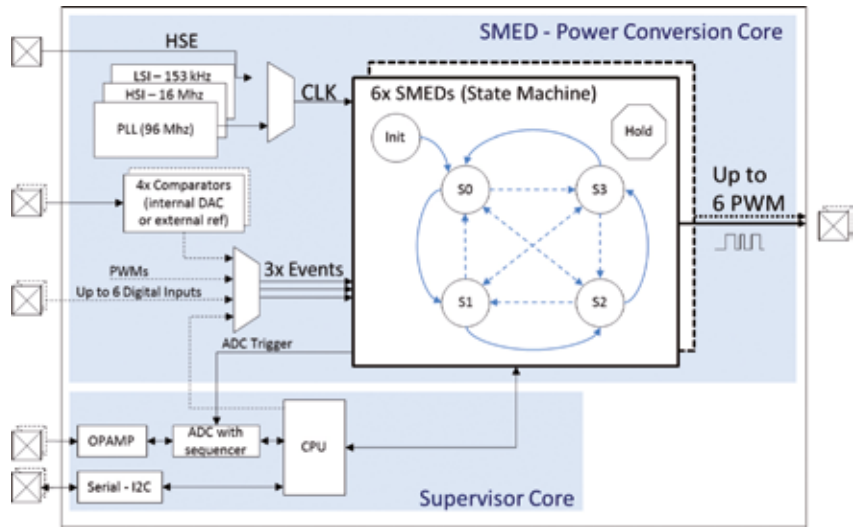 SMED - Power Conversion Core
HSE
LSI – 153 kHz
HSI – 16 Mhz
PLL (96 Mhz)
CLK
6x SMEDs (State Machine)
Init
Hold
S0
S3
S1
S2
Up to
6 PWM
4x Comparators
(internal DAC
or external ref)
PWMs
Up to 6 Digital Inputs
3x Events
ADC Trigger
OPAMP
ADC with
sequencer
CPU
Serial - I2C
Supervisor Core